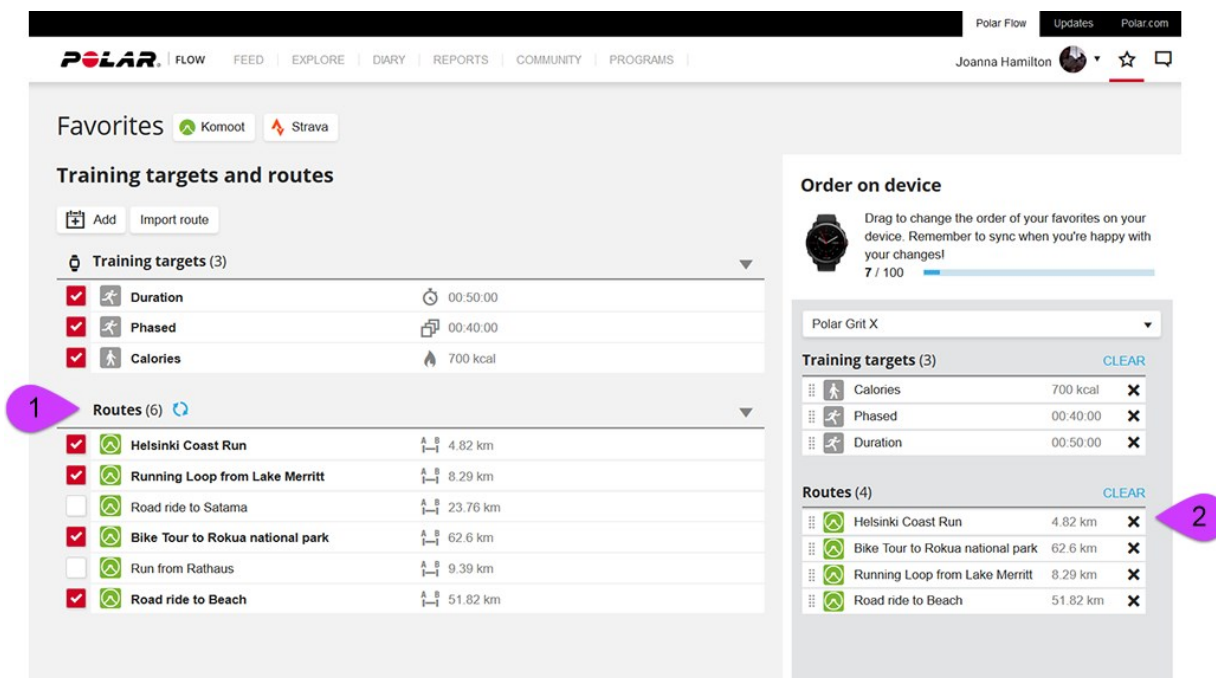 Polar Flow Updates Polar.com
POLAR. FLOW FEED EXPLORE DIARY REPORTS COMMUNITY PROGRAMS Joanna Hamilton
Favorites Komoot Strava
Training targets and routes
Add Import route
Training targets (3)
Duration 00:50:00
Phased 00:40:00
Calories 700 kcal
1
Routes (6)
Helsinki Coast Run A B 4.82 km
Running Loop from Lake Merritt A B 8.29 km
Road ride to Satama A B 23.76 km
Bike Tour to Rokua national park A B 62.6 km
Run from Rathaus A B 9.39 km
Road ride to Beach A B 51.82 km
Order on device
Drag to change the order of your favorites on your
device. Remember to sync when you're happy with
your changes!
7 / 100
Polar Grit X
Training targets (3) CLEAR
Calories 700 kcal
Phased 00:40:00
Duration 00:50:00
Routes (4) CLEAR
Helsinki Coast Run 4.82 km
2
Bike Tour to Rokua national park 62.6 km
Running Loop from Lake Merritt 8.29 km
Road ride to Beach 51.82 km